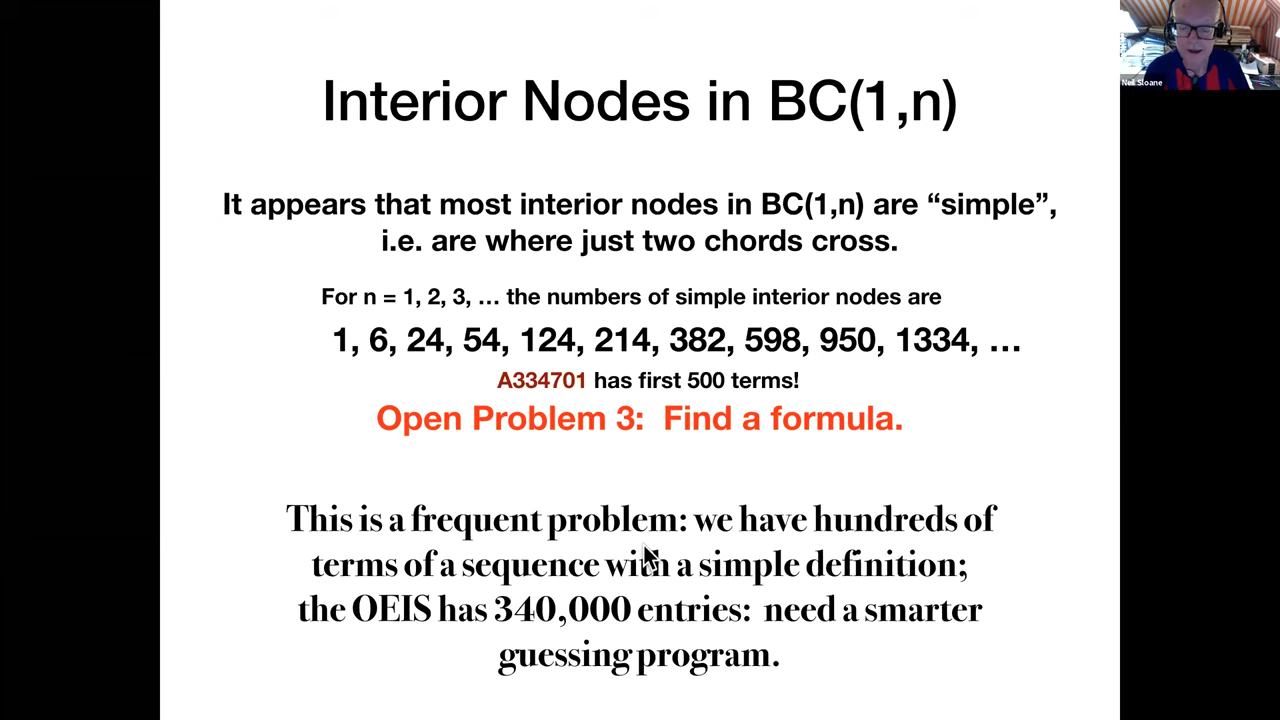 Neil Sloane
Interior Nodes in BC(1,n)
It appears that most interior nodes in BC(1,n) are “simple”,
i.e. are where just two chords cross.
For n = 1, 2, 3, … the numbers of simple interior nodes are
1, 6, 24, 54, 124, 214, 382, 598, 950, 1334, …
A334701 has first 500 terms!
Open Problem 3: Find a formula.
This is a frequent problem: we have hundreds of
terms of a sequence with a simple definition;
the OEIS has 340,000 entries: need a smarter
guessing program.